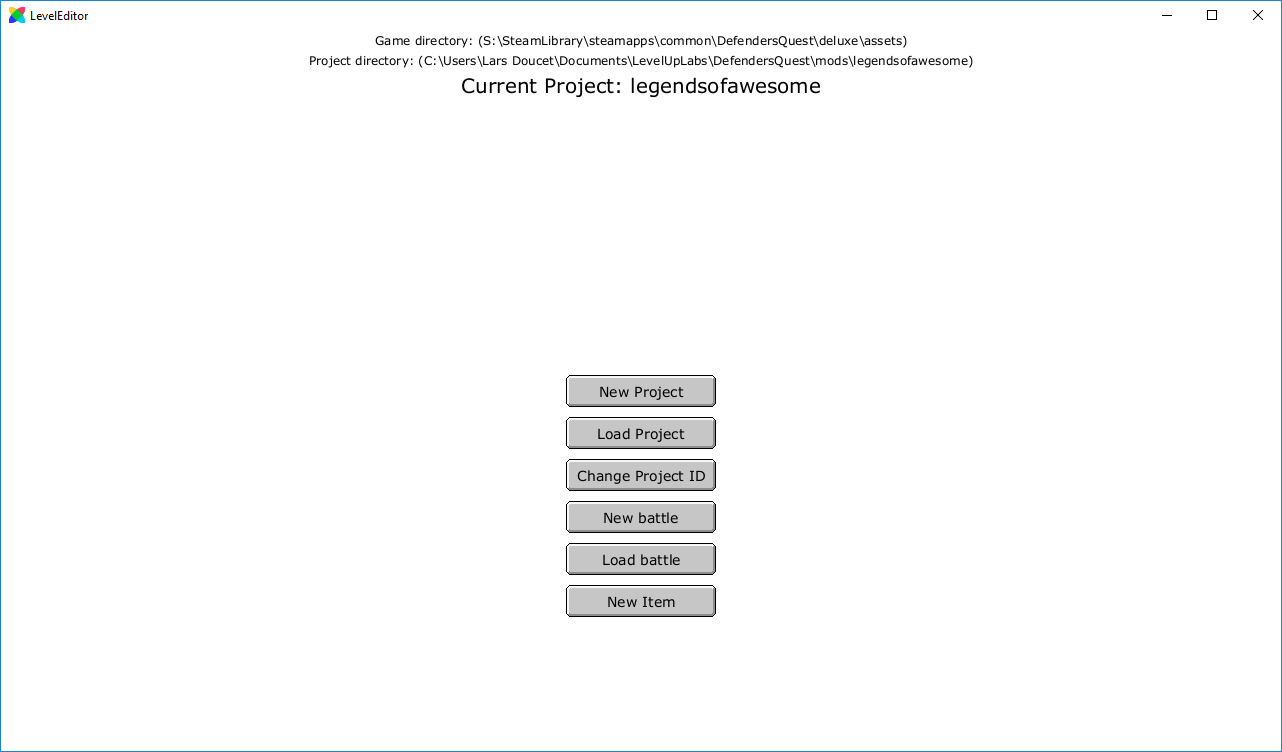 LevelEditor
Game directory: (S:\SteamLibrary\steamapps\common\DefendersQuest\deluxe\assets)
Project directory: (C:\Users\Lars Doucet\Documents\LevelUpLabs\DefendersQuest\mods\legendsofawesome)
Current Project: legendsofawesome
New Project
Load Project
Change Project ID
New battle
Load battle
New Item